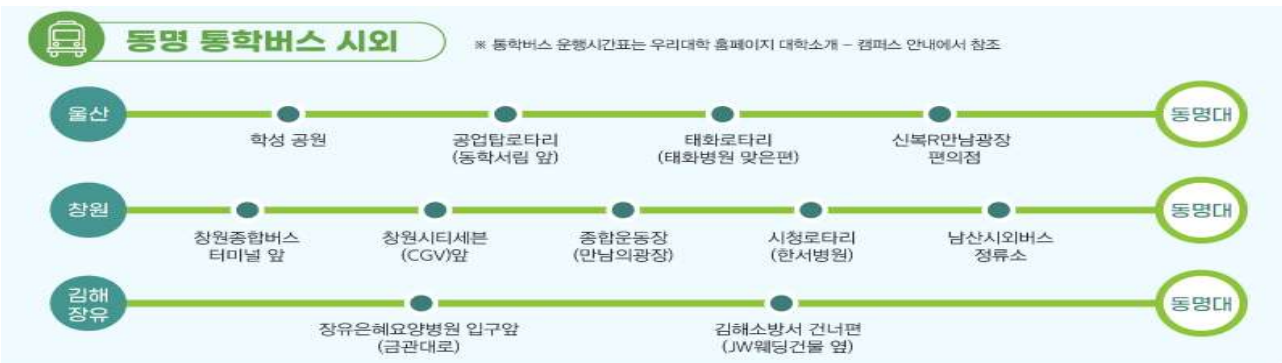 동명 통학버스 시외
※ 통학버스 운행시간표는 우리대학 홈페이지 대학소개 - 캠퍼스 안내에서 참조
울산
학성 공원
공업탑로타리
(동학서림 앞)
태화로타리
(태화병원 맞은편)
신복R만남광장
편의점
동명대
창원
창원종합버스
터미널 앞
창원시티세븐
(CGV)앞
종합운동장
(만남의광장)
시청로타리
(한서병원)
남산시외버스
정류소
동명대
김해
장유
장유은혜요양병원 입구앞
(금관대로)
김해소방서 건너편
(JW웨딩건물 옆)
동명대